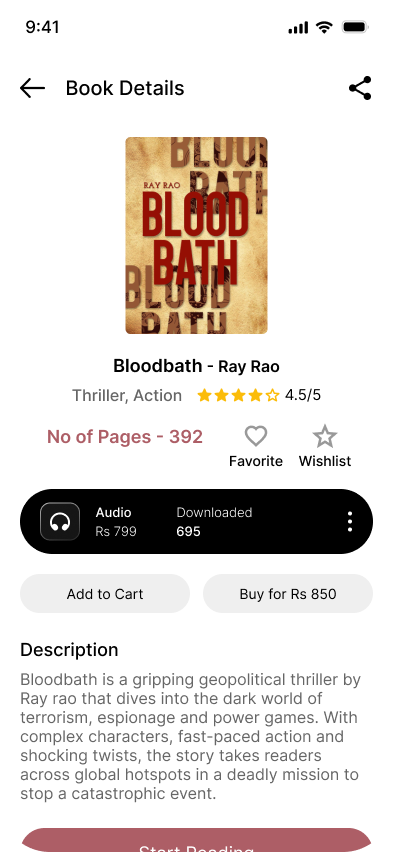 9:41
Book Details
BLOOD
BATH
RAY RAO
BLOOD
BATH
BLOOD
BATH
Bloodbath - Ray Rao
Thriller, Action 4.5/5
No of Pages - 392
Favorite Wishlist
Audio Downloaded
Rs 799 695
Add to Cart Buy for Rs 850
Description
Bloodbath is a gripping geopolitical thriller by
Ray rao that dives into the dark world of
terrorism, espionage and power games. With
complex characters, fast-paced action and
shocking twists, the story takes readers
across global hotspots in a deadly mission to
stop a catastrophic event.
Start Reading